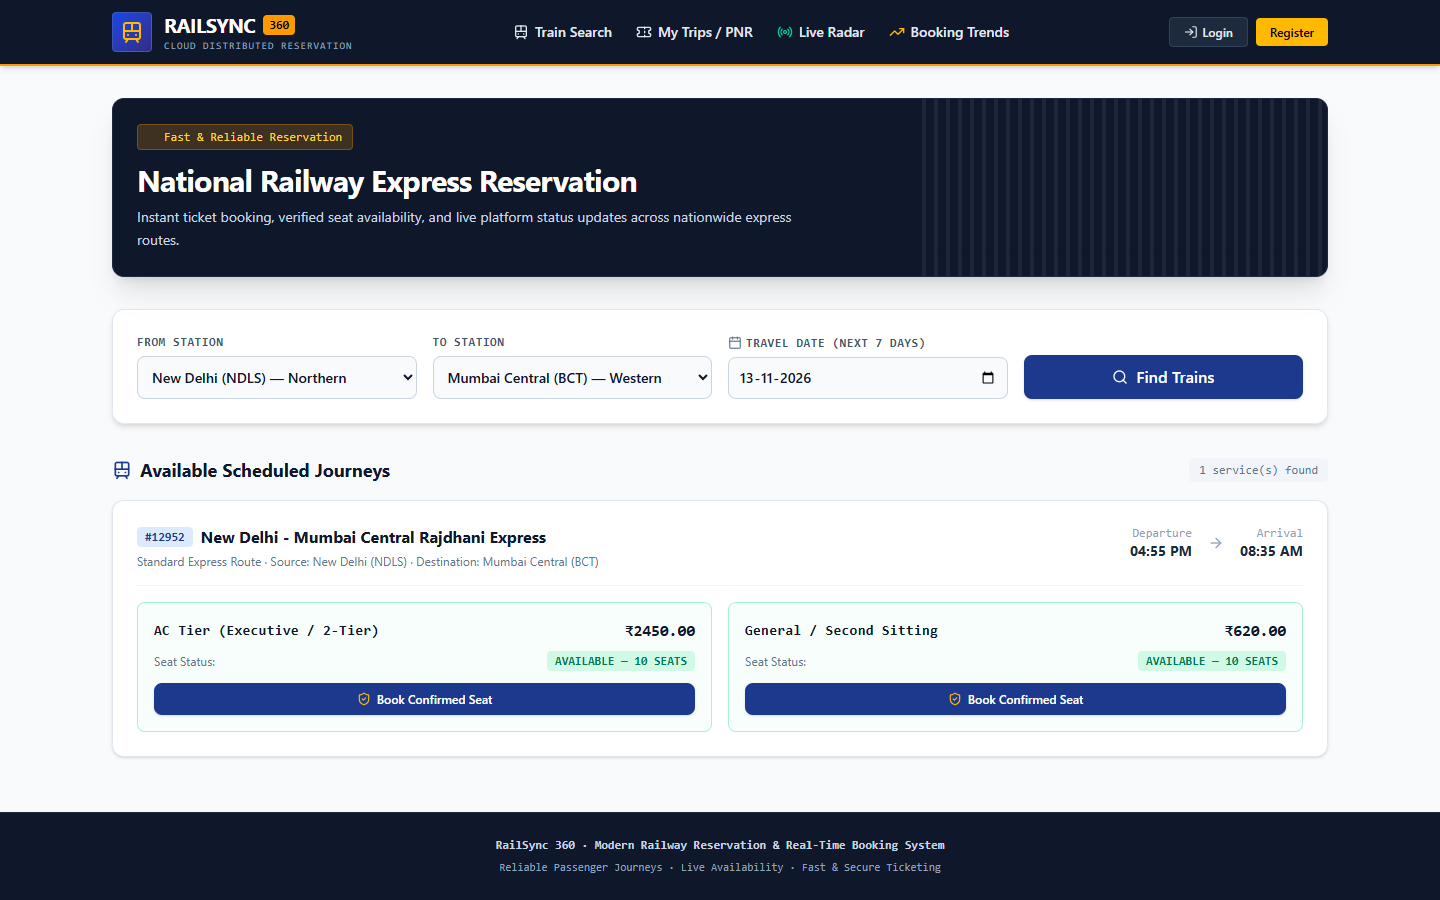 RAILSYNC 360
CLOUD DISTRIBUTED RESERVATION
Train Search
My Trips / PNR
Live Radar
Booking Trends
Login
Register
Fast & Reliable Reservation
National Railway Express Reservation
Instant ticket booking, verified seat availability, and live platform status updates across nationwide express
routes.
FROM STATION
New Delhi (NDLS) — Northern
TO STATION
Mumbai Central (BCT) — Western
TRAVEL DATE (NEXT 7 DAYS)
13-11-2026
Find Trains
Available Scheduled Journeys
1 service(s) found
#12952 New Delhi - Mumbai Central Rajdhani Express
Standard Express Route · Source: New Delhi (NDLS) · Destination: Mumbai Central (BCT)
Departure
04:55 PM
Arrival
08:35 AM
AC Tier (Executive / 2-Tier) ₹2450.00
Seat Status: AVAILABLE — 10 SEATS
Book Confirmed Seat
General / Second Sitting ₹620.00
Seat Status: AVAILABLE — 10 SEATS
Book Confirmed Seat
RailSync 360 · Modern Railway Reservation & Real-Time Booking System
Reliable Passenger Journeys · Live Availability · Fast & Secure Ticketing